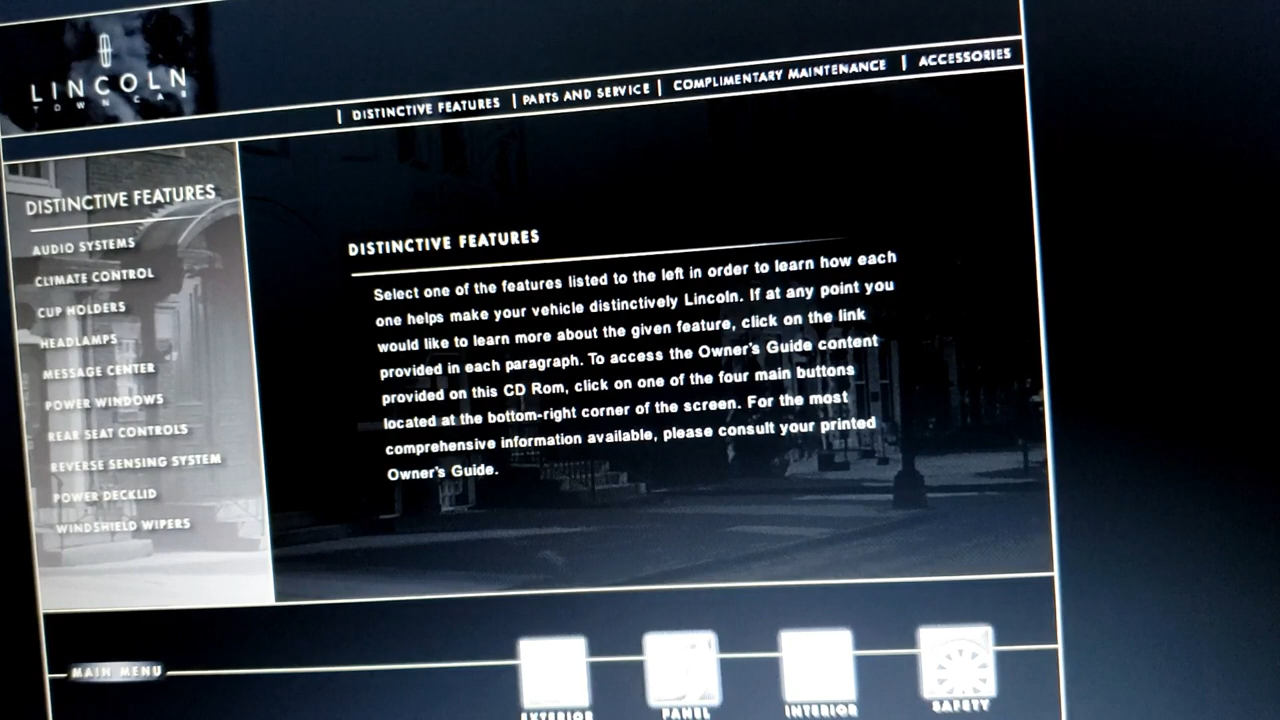 LINCOLN
TOWN CAR
| DISTINCTIVE FEATURES | PARTS AND SERVICE | COMPLIMENTARY MAINTENANCE | ACCESSORIES
DISTINCTIVE FEATURES
AUDIO SYSTEMS
CLIMATE CONTROL
CUP HOLDERS
HEADLAMPS
MESSAGE CENTER
POWER WINDOWS
REAR SEAT CONTROLS
REVERSE SENSING SYSTEM
POWER DECKLID
WINDSHIELD WIPERS
DISTINCTIVE FEATURES
Select one of the features listed to the left in order to learn how each
one helps make your vehicle distinctively Lincoln. If at any point you
would like to learn more about the given feature, click on the link
provided in each paragraph. To access the Owner's Guide content
provided on this CD Rom, click on one of the four main buttons
located at the bottom-right corner of the screen. For the most
comprehensive information available, please consult your printed
Owner's Guide.
MAIN MENU
EXTERIOR PANEL INTERIOR SAFETY